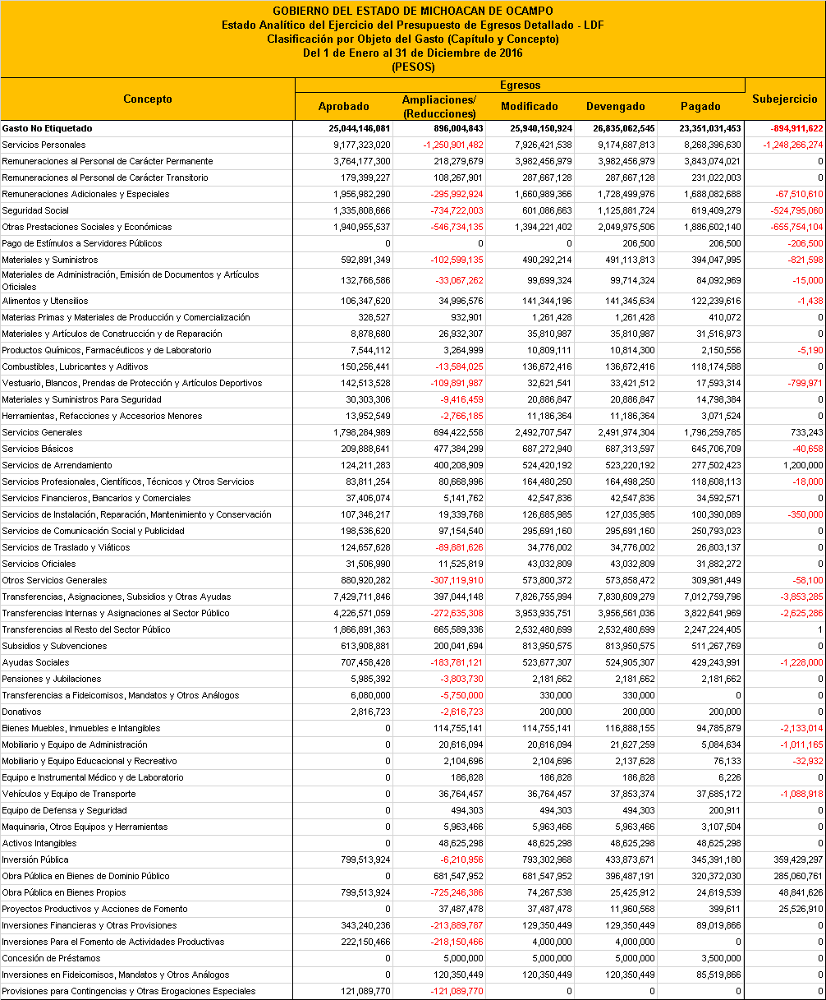 GOBIERNO DEL ESTADO DE MICHOACAN DE OCAMPO
Estado Analítico del Ejercicio del Presupuesto de Egresos Detallado - LDF
Clasificación por Objeto del Gasto (Capítulo y Concepto)
Del 1 de Enero al 31 de Diciembre de 2016
(PESOS)
Concepto Egresos Subejercicio
Aprobado Ampliaciones/ (Reducciones) Modificado Devengado Pagado
Gasto No Etiquetado 25,044,146,081 896,004,843 25,940,150,924 26,835,062,545 23,351,031,453 -894,911,622
Servicios Personales 9,177,323,020 -1,250,901,482 7,926,421,538 9,174,687,813 8,268,396,630 -1,248,266,274
Remuneraciones al Personal de Carácter Permanente 3,764,177,300 218,279,679 3,982,456,979 3,982,456,979 3,843,074,021 0
Remuneraciones al Personal de Carácter Transitorio 179,399,227 108,267,901 287,667,128 287,667,128 231,022,003 0
Remuneraciones Adicionales y Especiales 1,956,982,290 -295,992,924 1,660,989,366 1,728,499,976 1,688,082,688 -67,510,610
Seguridad Social 1,335,808,666 -734,722,003 601,086,663 1,125,881,724 619,409,279 -524,795,060
Otras Prestaciones Sociales y Económicas 1,940,955,537 -546,734,135 1,394,221,402 2,049,975,506 1,886,602,140 -655,754,104
Pago de Estímulos a Servidores Públicos 0 0 0 206,500 206,500 -206,500
Materiales y Suministros 592,891,349 -102,599,135 490,292,214 491,113,813 394,047,995 -821,598
Materiales de Administración, Emisión de Documentos y Artículos
Oficiales 132,766,586 -33,067,262 99,699,324 99,714,324 84,092,969 -15,000
Alimentos y Utensilios 106,347,620 34,996,576 141,344,196 141,345,634 122,239,616 -1,438
Materias Primas y Materiales de Producción y Comercialización 328,527 932,901 1,261,428 1,261,428 410,072 0
Materiales y Artículos de Construcción y de Reparación 8,878,680 26,932,307 35,810,987 35,810,987 31,516,973 0
Productos Químicos, Farmacéuticos y de Laboratorio 7,544,112 3,264,999 10,809,111 10,814,300 2,150,556 -5,190
Combustibles, Lubricantes y Aditivos 150,256,441 -13,584,025 136,672,416 136,672,416 118,174,588 0
Vestuario, Blancos, Prendas de Protección y Artículos Deportivos 142,513,528 -109,891,987 32,621,541 33,421,512 17,593,314 -799,971
Materiales y Suministros Para Seguridad 30,303,306 -9,416,459 20,886,847 20,886,847 14,798,384 0
Herramientas, Refacciones y Accesorios Menores 13,952,549 -2,766,185 11,186,364 11,186,364 3,071,524 0
Servicios Generales 1,798,284,989 694,422,558 2,492,707,547 2,491,974,304 1,796,259,785 733,243
Servicios Básicos 209,888,641 477,384,299 687,272,940 687,313,597 645,706,709 -40,658
Servicios de Arrendamiento 124,211,283 400,208,909 524,420,192 523,220,192 277,502,423 1,200,000
Servicios Profesionales, Científicos, Técnicos y Otros Servicios 83,811,254 80,668,996 164,480,250 164,498,250 118,608,113 -18,000
Servicios Financieros, Bancarios y Comerciales 37,406,074 5,141,762 42,547,836 42,547,836 34,592,571 0
Servicios de Instalación, Reparación, Mantenimiento y Conservación 107,346,217 19,339,768 126,685,985 127,035,985 100,390,089 -350,000
Servicios de Comunicación Social y Publicidad 198,536,620 97,154,540 295,691,160 295,691,160 250,793,023 0
Servicios de Traslado y Viáticos 124,657,628 -89,881,626 34,776,002 34,776,002 26,803,137 0
Servicios Oficiales 31,506,990 11,525,819 43,032,809 43,032,809 31,882,272 0
Otros Servicios Generales 880,920,282 -307,119,910 573,800,372 573,858,472 309,981,449 -58,100
Transferencias, Asignaciones, Subsidios y Otras Ayudas 7,429,711,846 397,044,148 7,826,755,994 7,830,609,279 7,012,759,796 -3,853,285
Transferencias Internas y Asignaciones al Sector Público 4,226,571,059 -272,635,308 3,953,935,751 3,956,561,036 3,822,641,969 -2,625,286
Transferencias al Resto del Sector Público 1,866,891,363 665,589,336 2,532,480,699 2,532,480,699 2,247,224,405 1
Subsidios y Subvenciones 613,908,881 200,041,694 813,950,575 813,950,575 511,267,769 0
Ayudas Sociales 707,458,428 -183,781,121 523,677,307 524,905,307 429,243,991 -1,228,000
Pensiones y Jubilaciones 5,985,392 -3,803,730 2,181,662 2,181,662 2,181,662 0
Transferencias a Fideicomisos, Mandatos y Otros Análogos 6,080,000 -5,750,000 330,000 330,000 0 0
Donativos 2,816,723 -2,616,723 200,000 200,000 200,000 0
Bienes Muebles, Inmuebles e Intangibles 0 114,755,141 114,755,141 116,888,155 94,785,879 -2,133,014
Mobiliario y Equipo de Administración 0 20,616,094 20,616,094 21,627,259 5,084,634 -1,011,165
Mobiliario y Equipo Educacional y Recreativo 0 2,104,696 2,104,696 2,137,628 76,133 -32,932
Equipo e Instrumental Médico y de Laboratorio 0 186,828 186,828 186,828 6,226 0
Vehículos y Equipo de Transporte 0 36,764,457 36,764,457 37,853,374 37,685,172 -1,088,918
Equipo de Defensa y Seguridad 0 494,303 494,303 494,303 200,911 0
Maquinaria, Otros Equipos y Herramientas 0 5,963,466 5,963,466 5,963,466 3,107,504 0
Activos Intangibles 0 48,625,298 48,625,298 48,625,298 48,625,298 0
Inversión Pública 799,513,924 -6,210,956 793,302,968 433,873,671 345,391,180 359,429,297
Obra Pública en Bienes de Dominio Público 0 681,547,952 681,547,952 396,487,191 320,372,030 285,060,761
Obra Pública en Bienes Propios 799,513,924 -725,246,386 74,267,538 25,425,912 24,619,539 48,841,626
Proyectos Productivos y Acciones de Fomento 0 37,487,478 37,487,478 11,960,568 399,611 25,526,910
Inversiones Financieras y Otras Provisiones 343,240,236 -213,889,787 129,350,449 129,350,449 89,019,866 0
Inversiones Para el Fomento de Actividades Productivas 222,150,466 -218,150,466 4,000,000 4,000,000 0 0
Concesión de Préstamos 0 5,000,000 5,000,000 5,000,000 3,500,000 0
Inversiones en Fideicomisos, Mandatos y Otros Análogos 0 120,350,449 120,350,449 120,350,449 85,519,866 0
Provisiones para Contingencias y Otras Erogaciones Especiales 121,089,770 -121,089,770 0 0 0 0